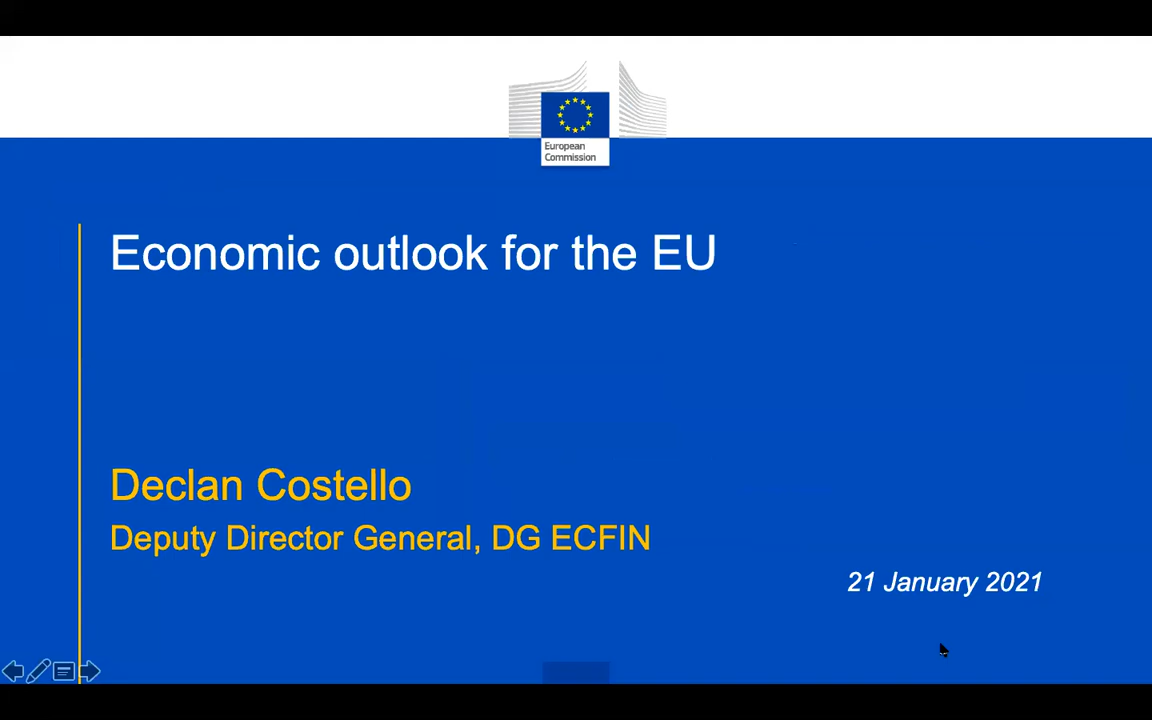 European
Commission
Economic outlook for the EU
Declan Costello
Deputy Director General, DG ECFIN
21 January 2021